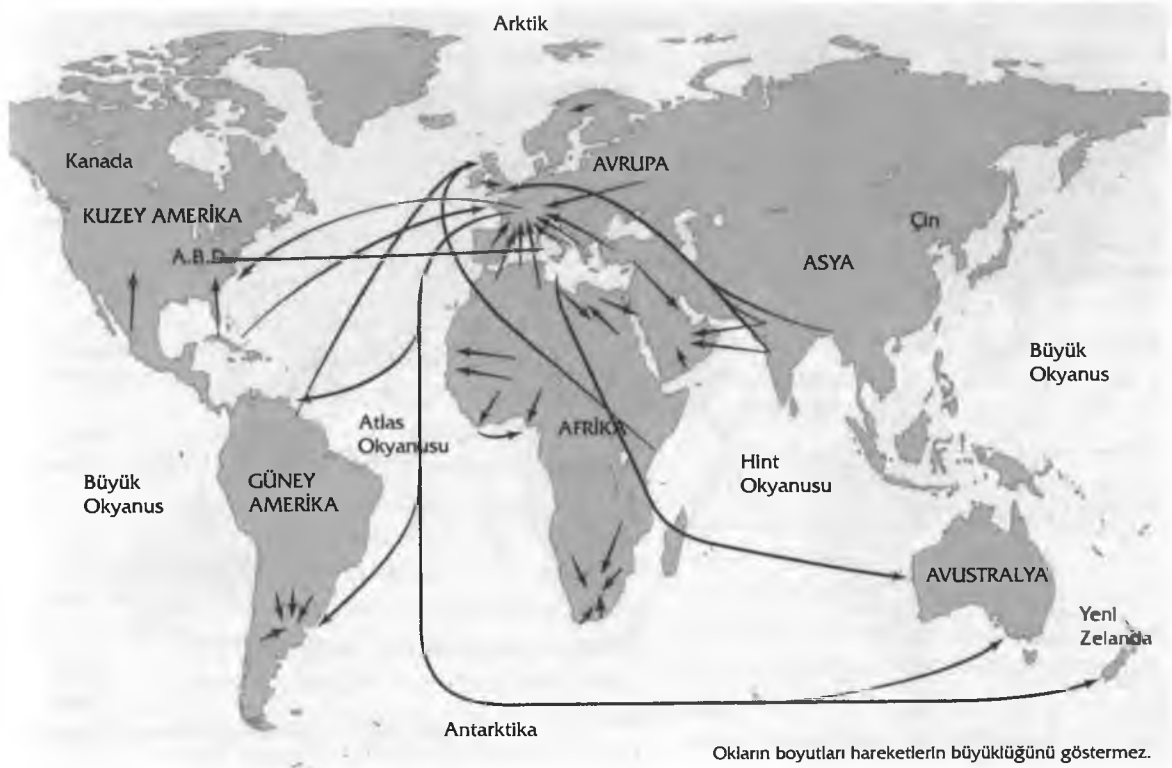 Arktik
Kanada
AVRUPA
KUZEY AMERİKA
Çin
A.B.D.
ASYA
Büyük
Okyanus
Atlas
Okyanusu
AFRİKA
Hint
Okyanusu
Büyük
Okyanus
GÜNEY
AMERİKA
AVUSTRALYA
Yeni
Zelanda
Antarktika
Okların boyutları hareketlerin büyüklüğünü göstermez.